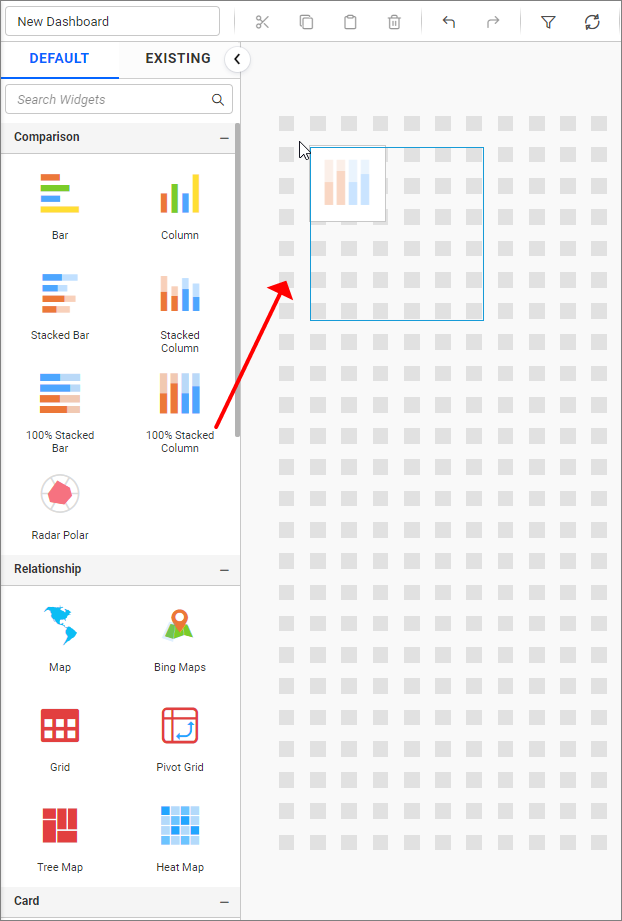 New Dashboard
DEFAULT
EXISTING
Search Widgets
Comparison
Bar
Column
Stacked Bar
Stacked
Column
100% Stacked
Bar
100% Stacked
Column
Radar Polar
Relationship
Map
Bing Maps
Grid
Pivot Grid
Tree Map
Heat Map
Card